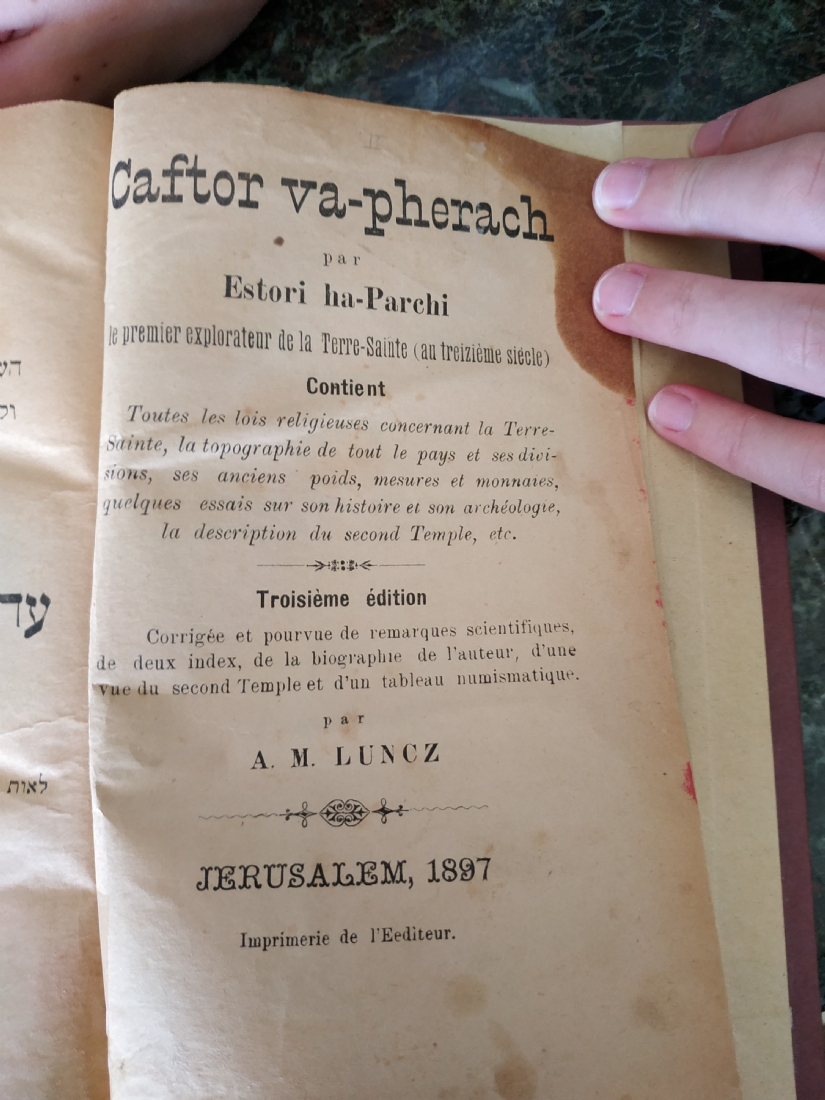 Caftor va-pherach
par
Estori ha-Parchi
le premier explorateur de la Terre-Sainte (au treizième siécle)
Contient
Toutes les lois religieuses concernant la Terre-
Sainte, la topographie de tout le pays et ses divi-
sions, ses anciens poids, mesures et monnaies,
quelques essais sur son histoire et son archéologie,
la description du second Temple, etc.
Troisième édition
Corrigée et pourvue de remarques scientifiques,
de deux index, de la biographie de l'auteur, d'une
vue du second Temple et d'un tableau numismatique.
par
A. M. LUNCZ
JERUSALEM, 1897
Imprimerie de l'Eediteur.
לאות